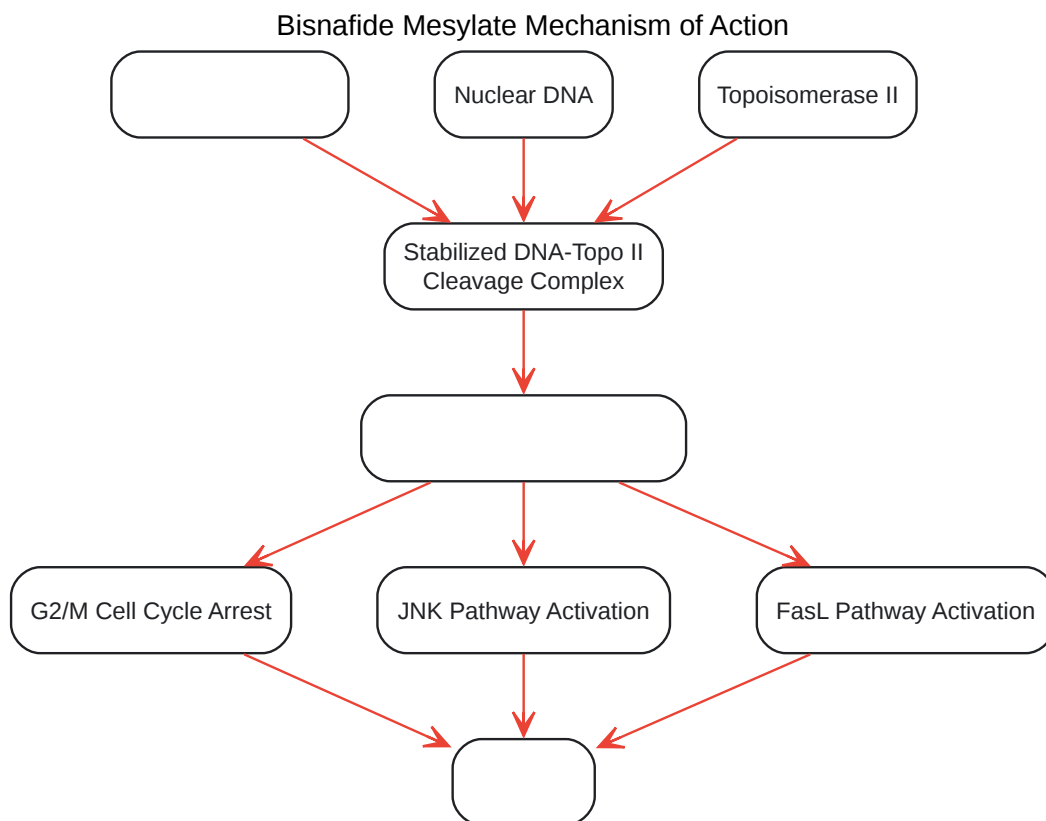 Bisnafide Mesylate Mechanism of Action
Nuclear DNA
Topoisomerase II
Stabilized DNA-Topo II
Cleavage Complex
G2/M Cell Cycle Arrest
JNK Pathway Activation
FasL Pathway Activation